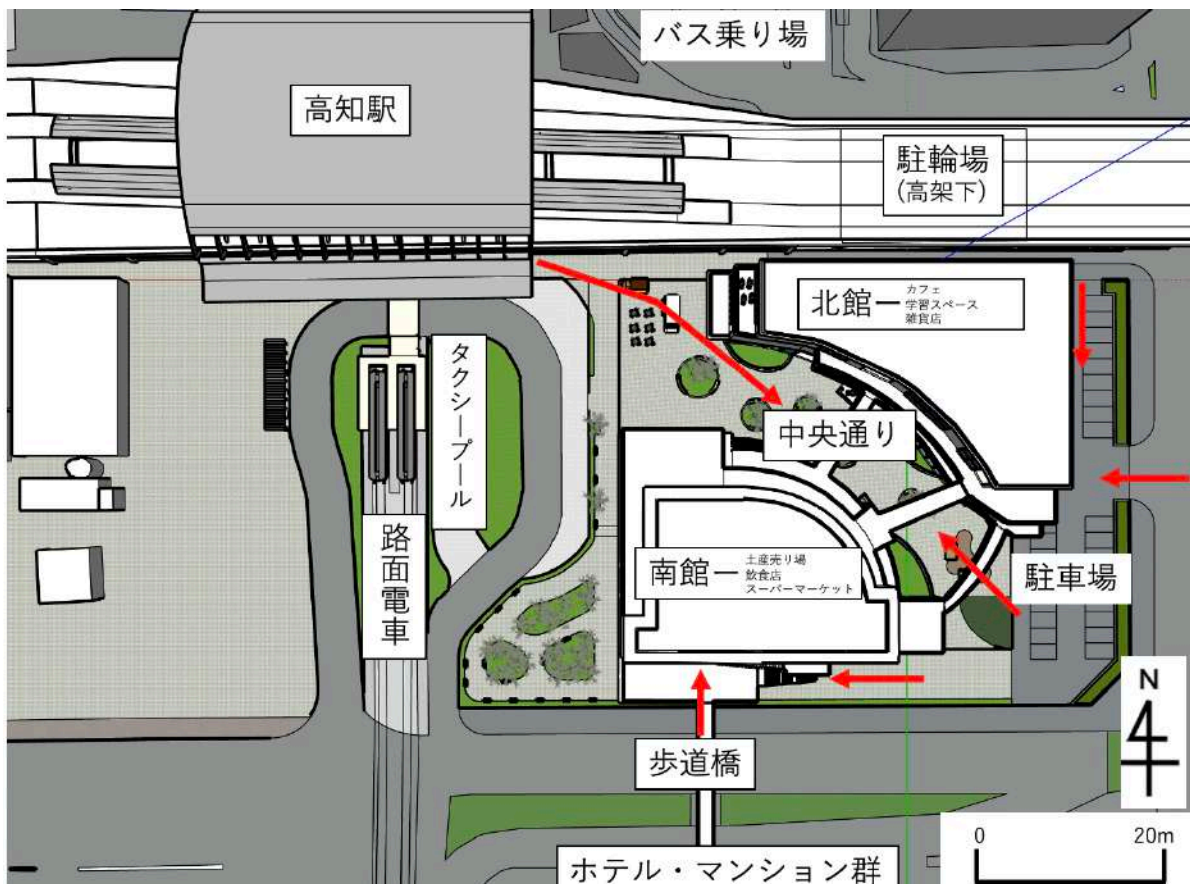 バス乗り場
高知駅
駐輪場
(高架下)
北館ー
カフェ
学習スペース
雑貨店
タクシープール
中央通り
路面電車
南館ー
土産売り場
飲食店
スーパーマーケット
駐車場
N
歩道橋
0 20m
ホテル・マンション群